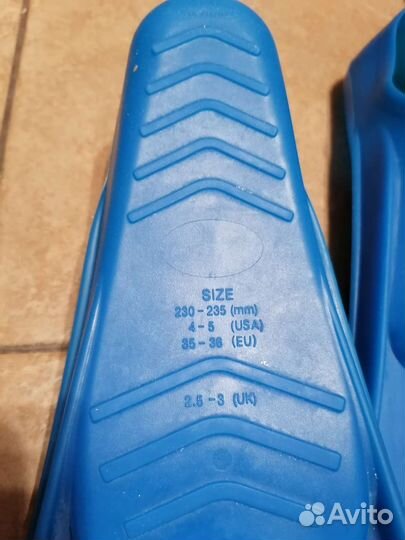 SIZE
230-235 (mm)
4-5 (USA)
35-36 (EU)
2.5-3 (UK)
Avito